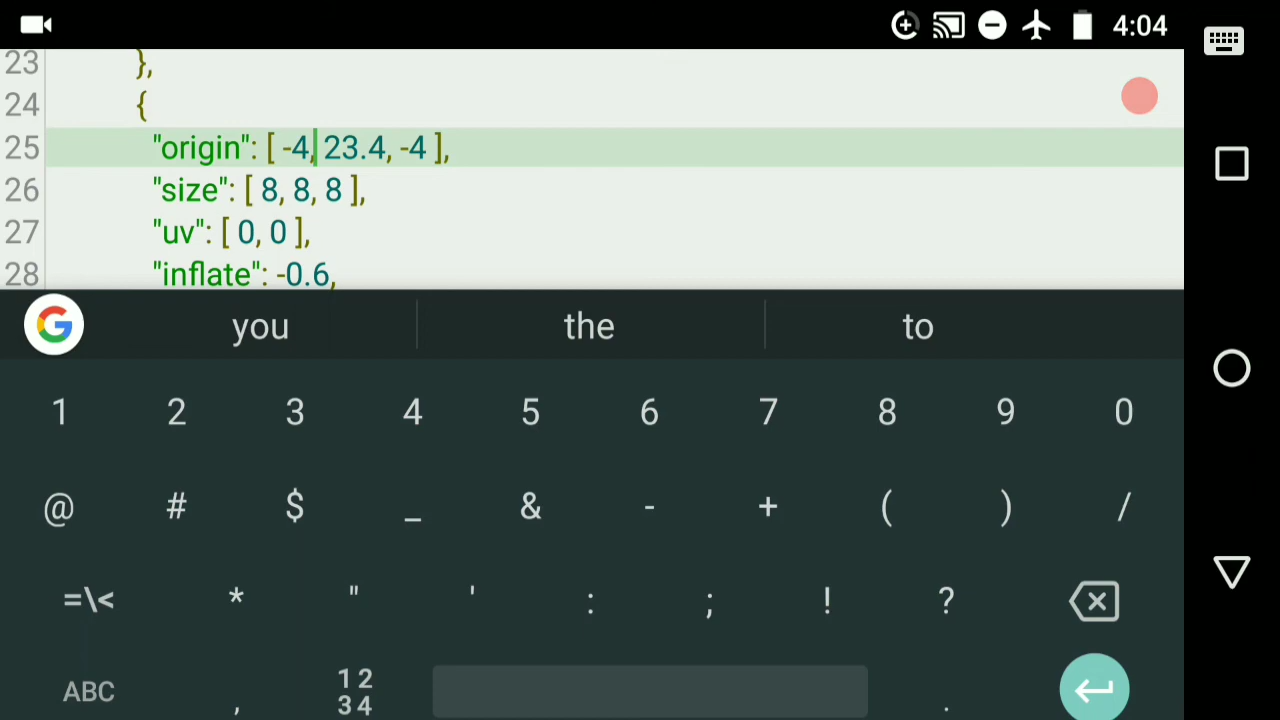 4:04
23 },
24 {
25 "origin": [ -4, 23.4, -4 ],
26 "size": [ 8, 8, 8 ],
27 "uv": [ 0, 0 ],
28 "inflate": -0.6,
G you the to
1 2 3 4 5 6 7 8 9 0
@ # $ _ & - + ( ) /
=\< * " ' : ; ! ?
ABC , 1 2 3 4 .